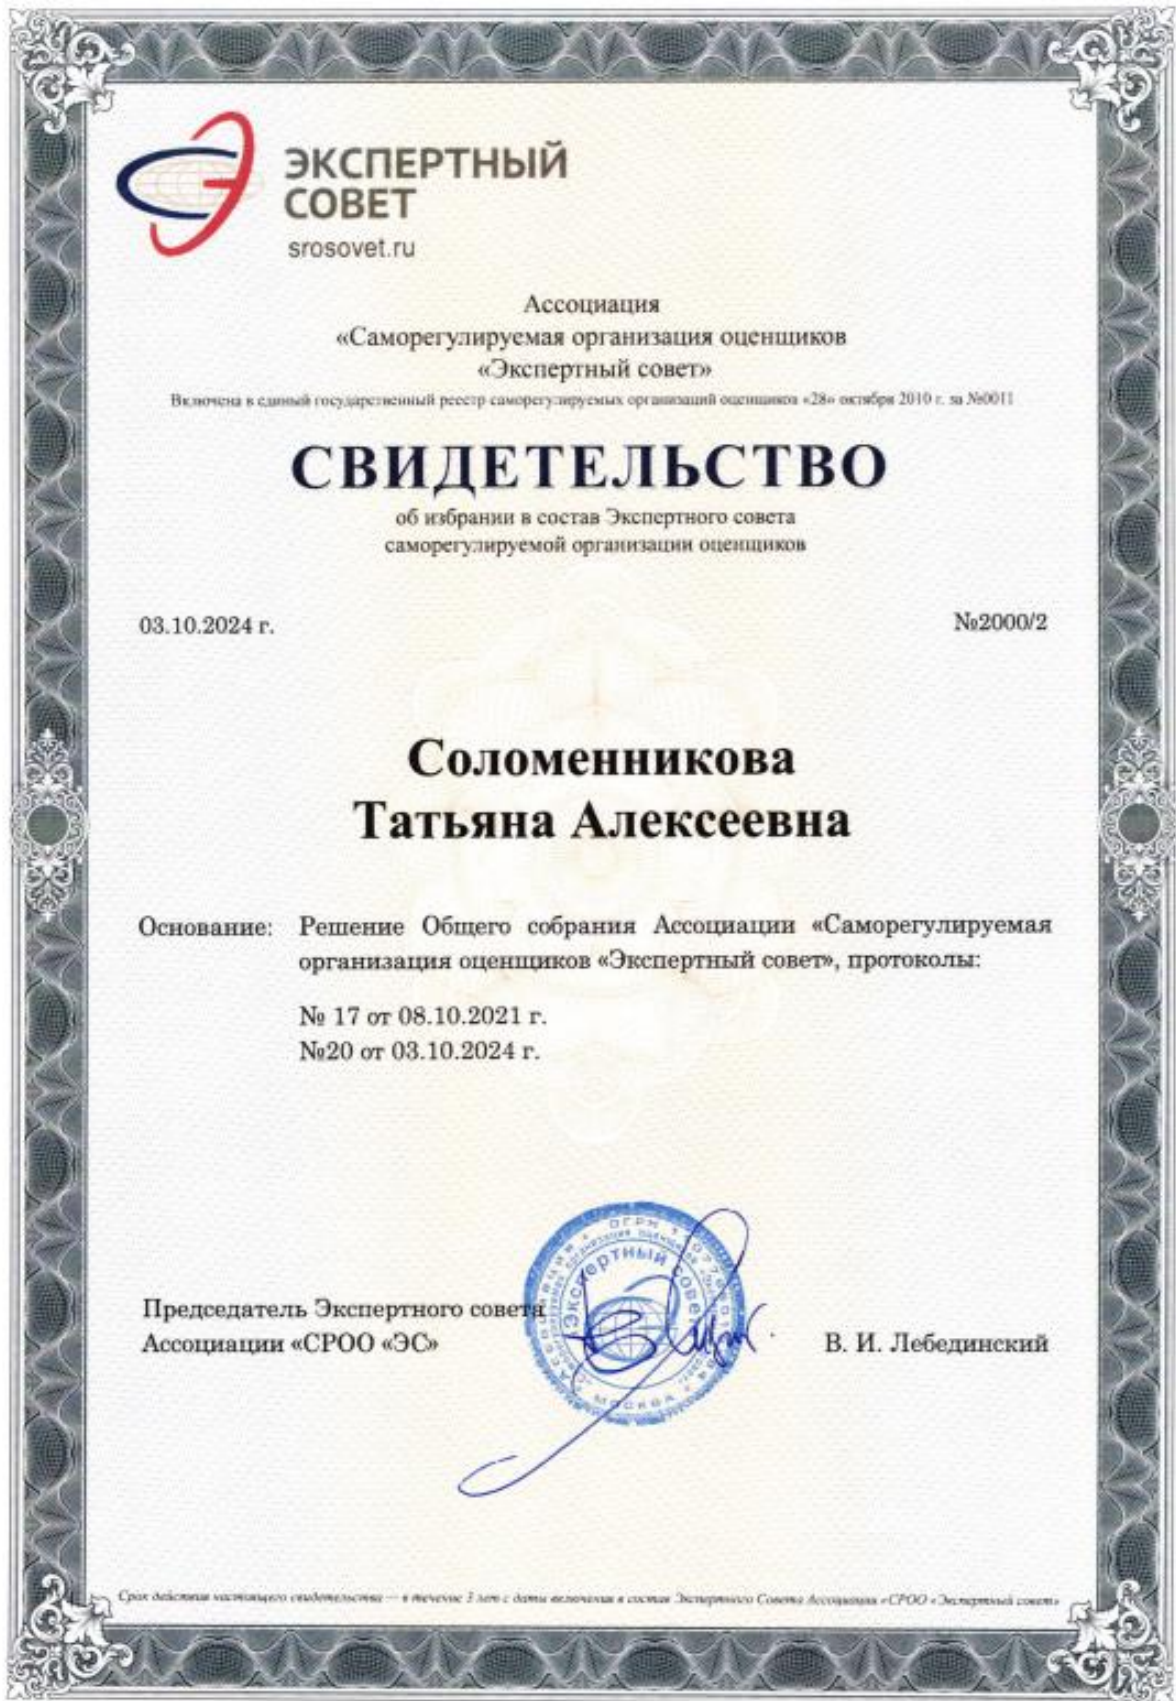 ЭКСПЕРТНЫЙ
СОВЕТ
srosovet.ru
Ассоциация
«Саморегулируемая организация оценщиков
«Экспертный совет»
Включена в единый государственный реестр саморегулируемых организаций оценщиков «28» октября 2010 г. за №0011
СВИДЕТЕЛЬСТВО
об избрании в состав Экспертного совета
саморегулируемой организации оценщиков
03.10.2024 г.
№2000/2
Соломенникова
Татьяна Алексеевна
Основание: Решение Общего собрания Ассоциации «Саморегулируемая
организация оценщиков «Экспертный совет», протоколы:
№ 17 от 08.10.2021 г.
№20 от 03.10.2024 г.
Экспертный совет
ОГРН
МОСКВА
Председатель Экспертного совета
Ассоциации «СРОО «ЭС»
В. И. Лебединский
Срок действия настоящего свидетельства — в течение 3 лет с даты включения в состав Экспертного Совета Ассоциации «СРОО «Экспертный совет»